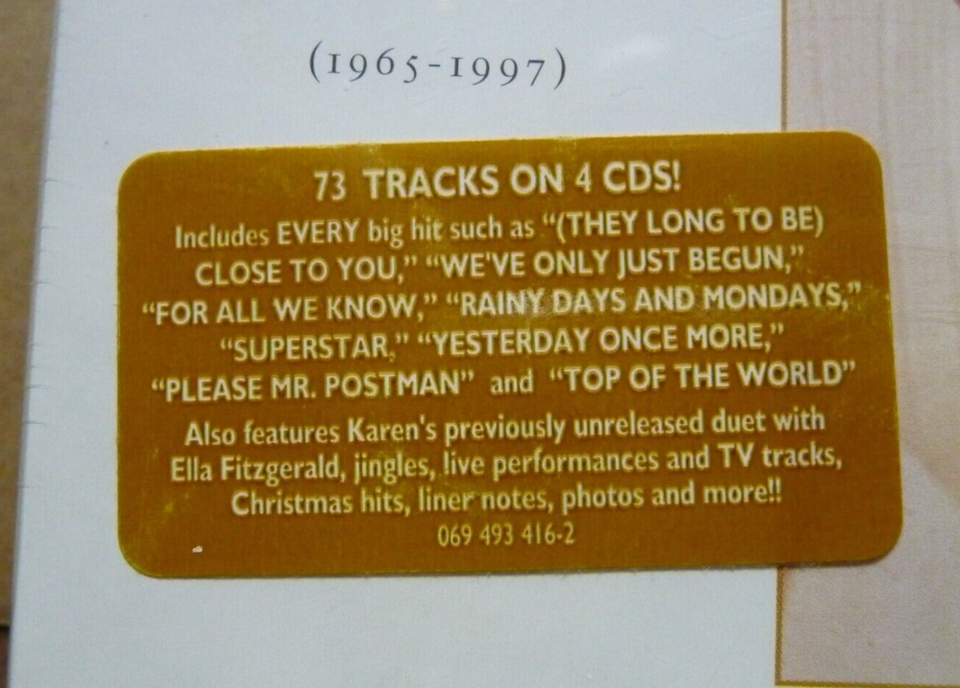 (1965-1997)
73 TRACKS ON 4 CDS!
Includes EVERY big hit such as “(THEY LONG TO BE)
CLOSE TO YOU,” “WE'VE ONLY JUST BEGUN,”
“FOR ALL WE KNOW,” “RAINY DAYS AND MONDAYS,”
“SUPERSTAR,” “YESTERDAY ONCE MORE,”
“PLEASE MR. POSTMAN” and “TOP OF THE WORLD”
Also features Karen's previously unreleased duet with
Ella Fitzgerald, jingles, live performances and TV tracks,
Christmas hits, liner notes, photos and more!!
069 493 416-2